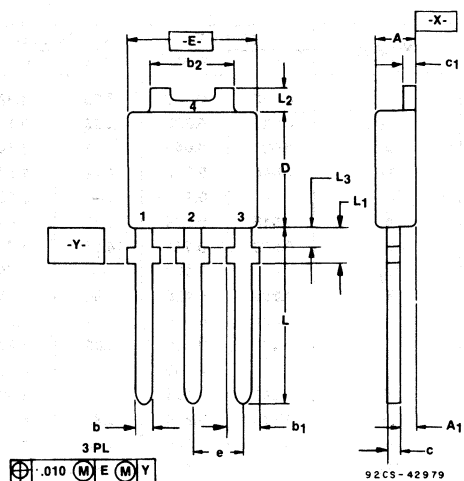 -X-
-E-
A
b2
c1
L2
4
D
L3
L1
1 2 3
-Y-
L
b
b1
A1
3 PL
e
c
⌖ .010 Ⓜ E Ⓜ Y
92CS-42979